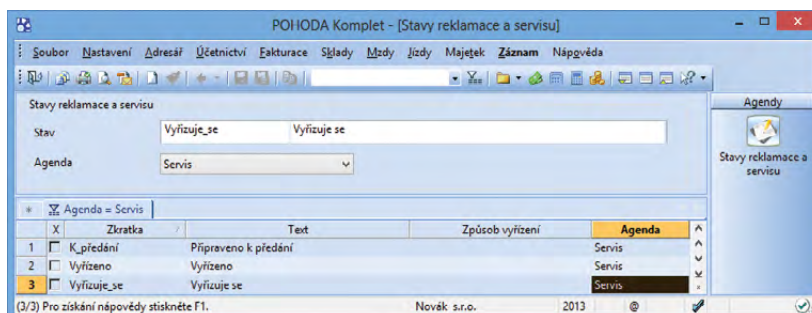 POHODA Komplet - [Stavy reklamace a servisu]
Soubor Nastavení Adresář Účetnictví Fakturace Sklady Mzdy Jízdy Majetek Záznam Nápověda
Stavy reklamace a servisu
Stav Vyřizuje_se Vyřizuje se
Agenda Servis
Agendy
Stavy reklamace a
servisu
* Agenda = Servis
X Zkratka Text Způsob vyřízení Agenda
1 K_předání Připraveno k předání Servis
2 Vyřízeno Vyřízeno Servis
3 Vyřizuje_se Vyřizuje se Servis
(3/3) Pro získání nápovědy stiskněte F1. Novák s.r.o. 2013 @